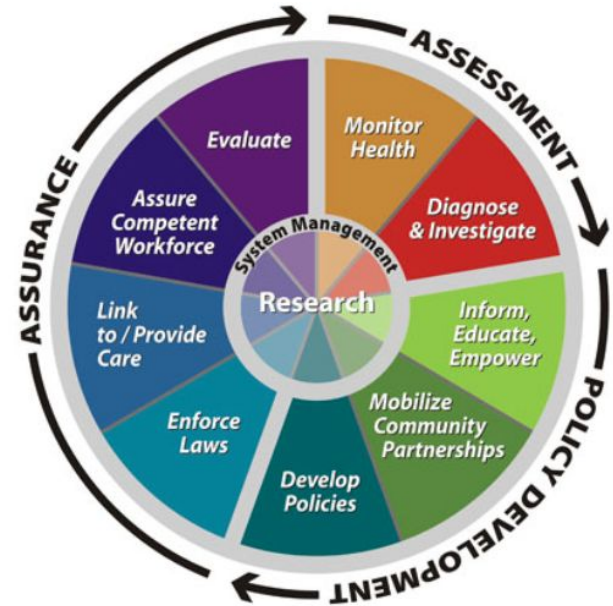 ASSESSMENT
Monitor
Health
Diagnose
& Investigate
POLICY DEVELOPMENT
Inform,
Educate,
Empower
Mobilize
Community
Partnerships
Develop
Policies
ASSURANCE
Enforce
Laws
Link
to / Provide
Care
Assure
Competent
Workforce
Evaluate
System Management
Research